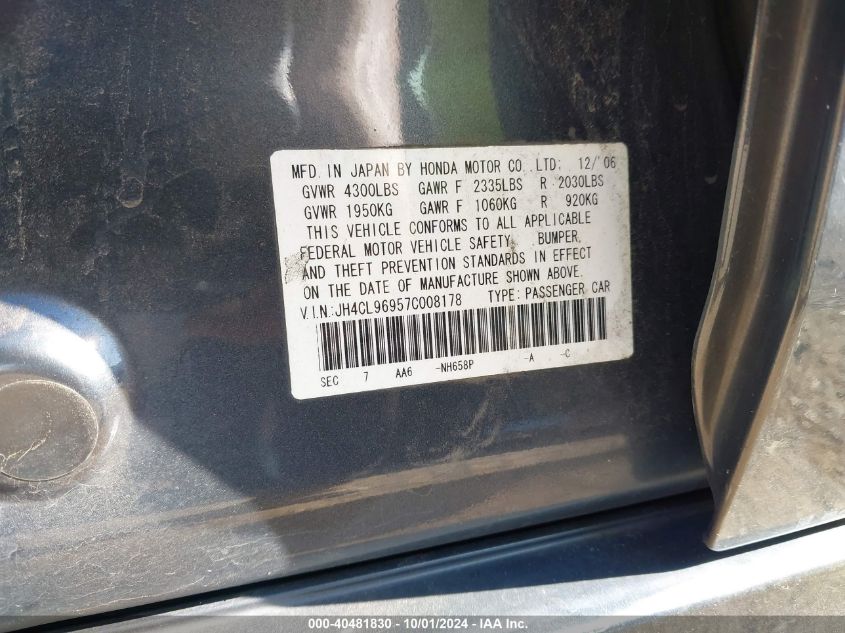 MFD. IN JAPAN BY HONDA MOTOR CO., LTD; 12/'06
GVWR 4300LBS GAWR F 2335LBS R 2030LBS
GVWR 1950KG GAWR F 1060KG R 920KG
THIS VEHICLE CONFORMS TO ALL APPLICABLE
FEDERAL MOTOR VEHICLE SAFETY, BUMPER,
AND THEFT PREVENTION STANDARDS IN EFFECT
ON THE DATE OF MANUFACTURE SHOWN ABOVE.
V.I.N:JH4CL96957C008178 TYPE: PASSENGER CAR
SEC 7 AA6 -NH658P -A -C
000-40481830 - 10/01/2024 - IAA Inc.